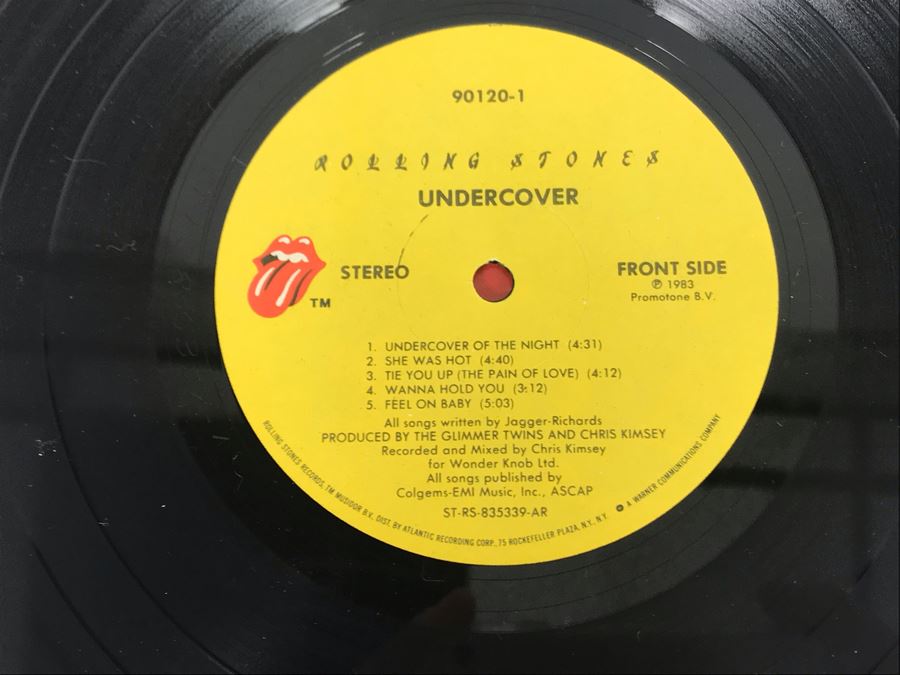 90120-1
ROLLING STONES
UNDERCOVER
STEREO
TM
FRONT SIDE
℗ 1983
Promotone B.V.
1. UNDERCOVER OF THE NIGHT (4:31)
2. SHE WAS HOT (4:40)
3. TIE YOU UP (THE PAIN OF LOVE) (4:12)
4. WANNA HOLD YOU (3:12)
5. FEEL ON BABY (5:03)
All songs written by Jagger-Richards
PRODUCED BY THE GLIMMER TWINS AND CHRIS KIMSEY
Recorded and Mixed by Chris Kimsey
for Wonder Knob Ltd.
All songs published by
Colgems-EMI Music, Inc., ASCAP
ST-RS-835339-AR
ROLLING STONES RECORDS, TM MUSIDOR B.V. DIST. BY ATLANTIC RECORDING CORP., 75 ROCKEFELLER PLAZA, N.Y., N.Y. A WARNER COMMUNICATIONS COMPANY